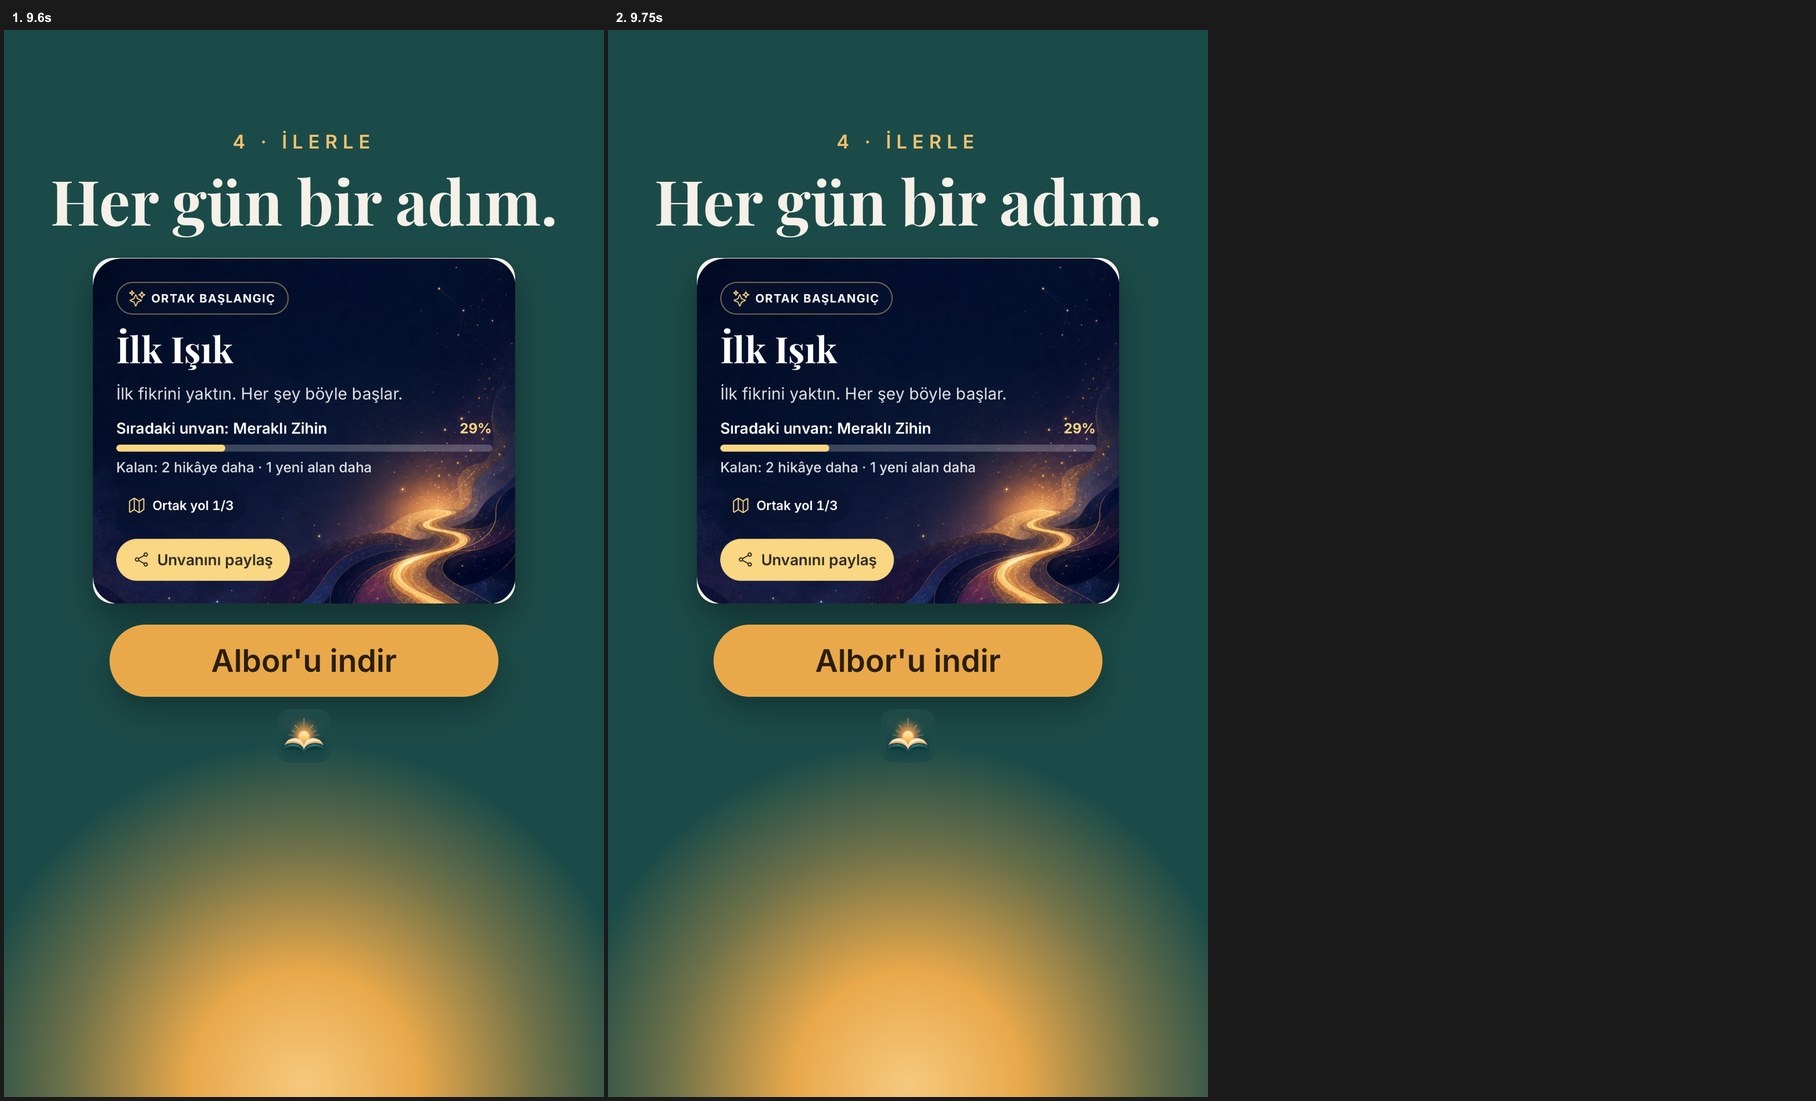 1. 9.6s
4 · İLERLE
Her gün bir adım.
ORTAK BAŞLANGIÇ
İlk Işık
İlk fikrini yaktın. Her şey böyle başlar.
Sıradaki unvan: Meraklı Zihin 29%
Kalan: 2 hikâye daha · 1 yeni alan daha
Ortak yol 1/3
Unvanını paylaş
Albor'u indir
2. 9.75s
4 · İLERLE
Her gün bir adım.
ORTAK BAŞLANGIÇ
İlk Işık
İlk fikrini yaktın. Her şey böyle başlar.
Sıradaki unvan: Meraklı Zihin 29%
Kalan: 2 hikâye daha · 1 yeni alan daha
Ortak yol 1/3
Unvanını paylaş
Albor'u indir